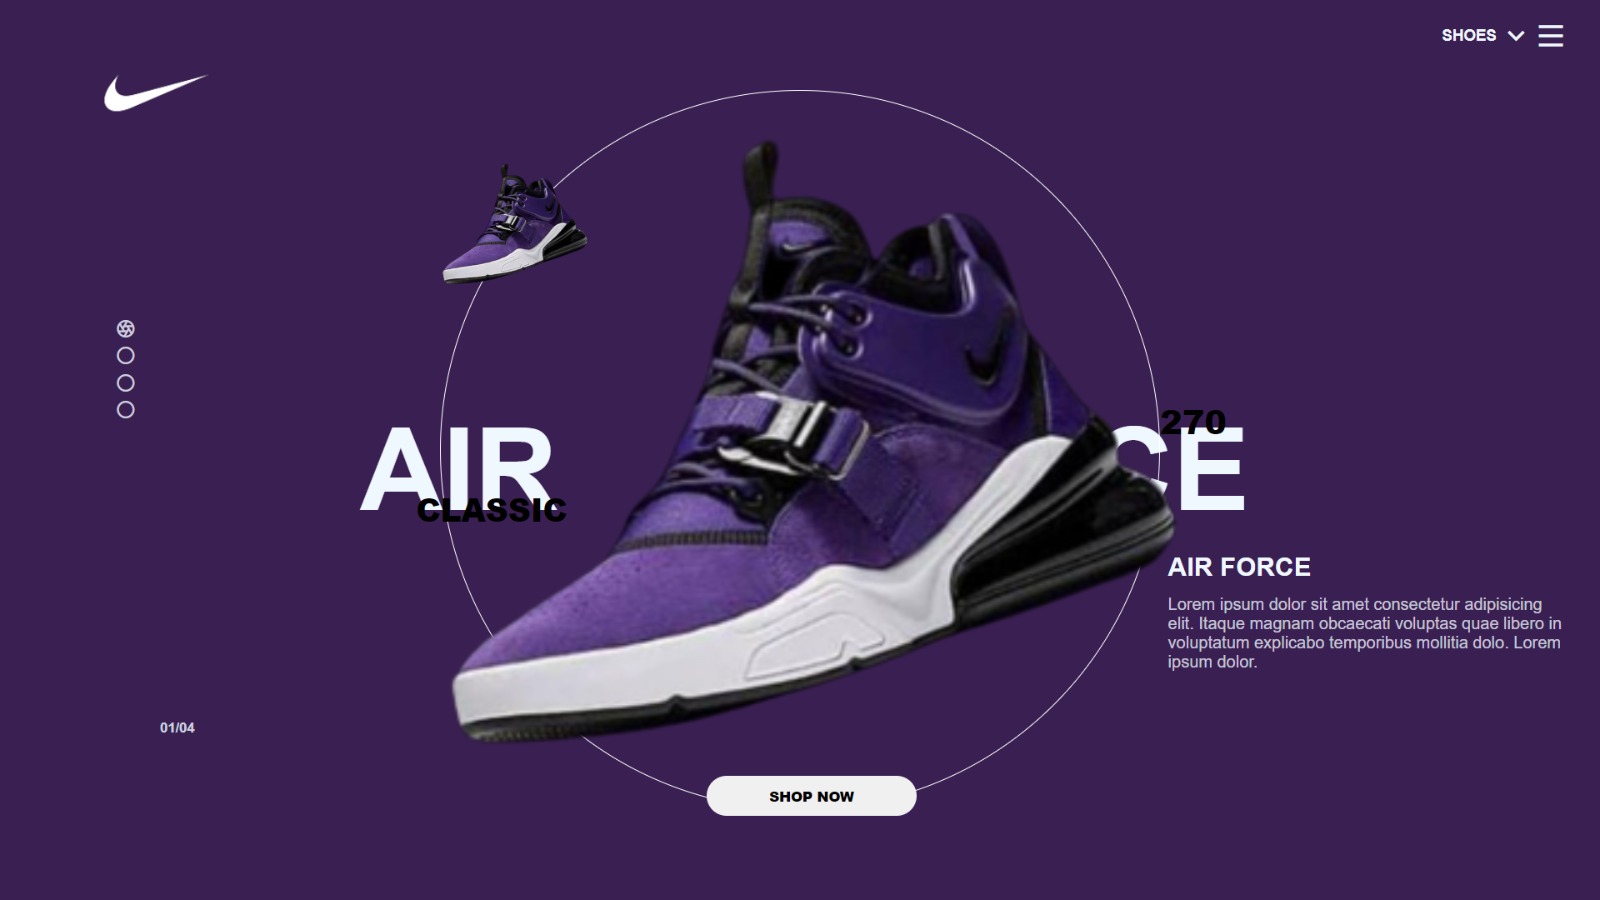 SHOES
270
AIR CE
CLASSIC
AIR FORCE
Lorem ipsum dolor sit amet consectetur adipisicing
elit. Itaque magnam obcaecati voluptas quae libero in
voluptatum explicabo temporibus mollitia dolo. Lorem
ipsum dolor.
01/04
SHOP NOW